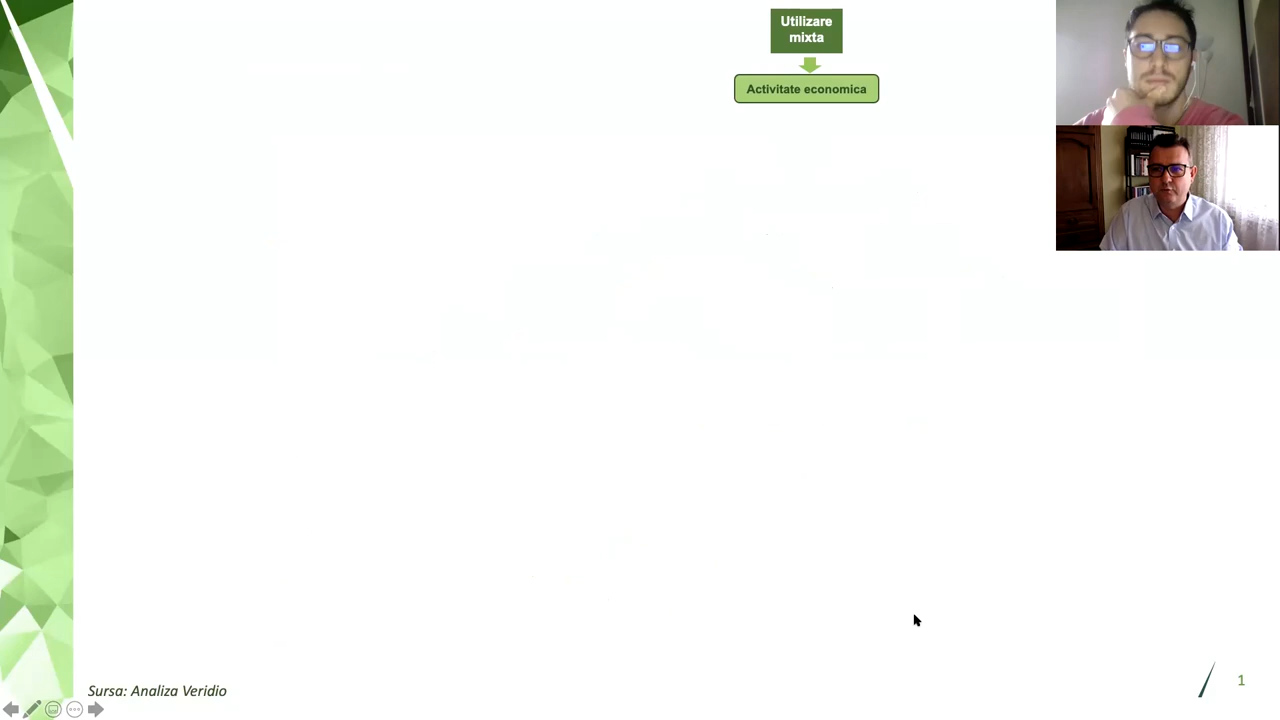 Utilizare
mixta
Activitate economica
Sursa: Analiza Veridio
1